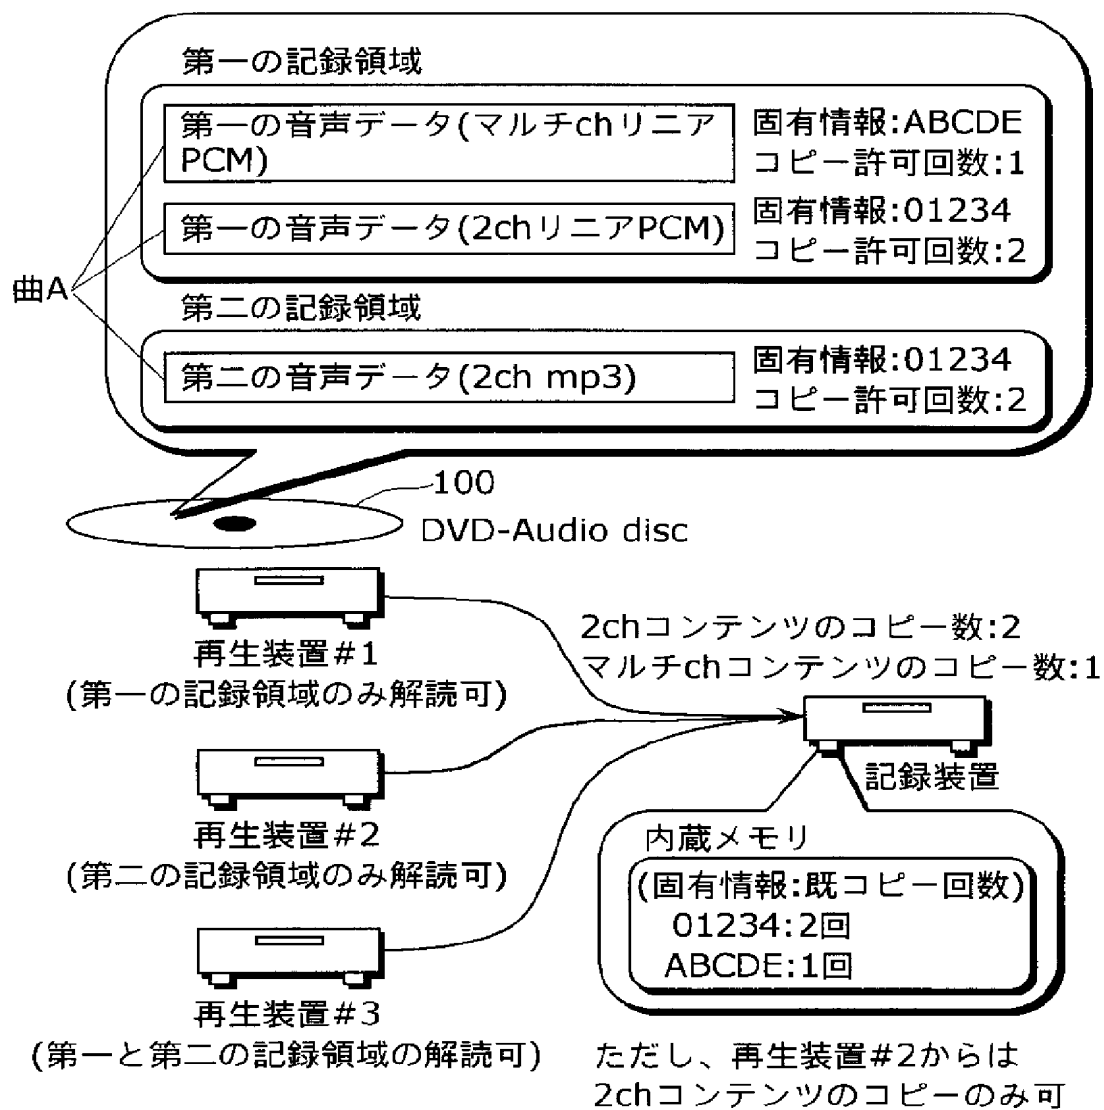 第一の記録領域
第一の音声データ(マルチchリニア
PCM)
固有情報:ABCDE
コピー許可回数:1
第一の音声データ(2chリニアPCM)
固有情報:01234
コピー許可回数:2
曲A
第二の記録領域
第二の音声データ(2ch mp3)
固有情報:01234
コピー許可回数:2
100
DVD-Audio disc
再生装置#1
(第一の記録領域のみ解読可)
2chコンテンツのコピー数:2
マルチchコンテンツのコピー数:1
記録装置
再生装置#2
(第二の記録領域のみ解読可)
内蔵メモリ
(固有情報:既コピー回数)
01234:2回
ABCDE:1回
再生装置#3
(第一と第二の記録領域の解読可)
ただし、再生装置#2からは
2chコンテンツのコピーのみ可